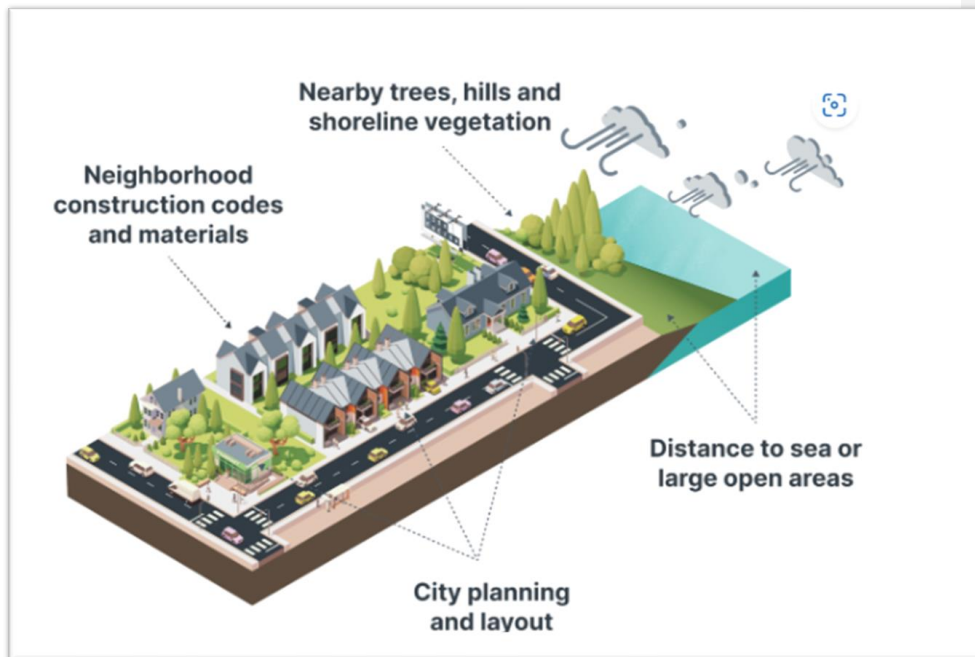 Nearby trees, hills and
shoreline vegetation
Neighborhood
construction codes
and materials
Distance to sea or
large open areas
City planning
and layout